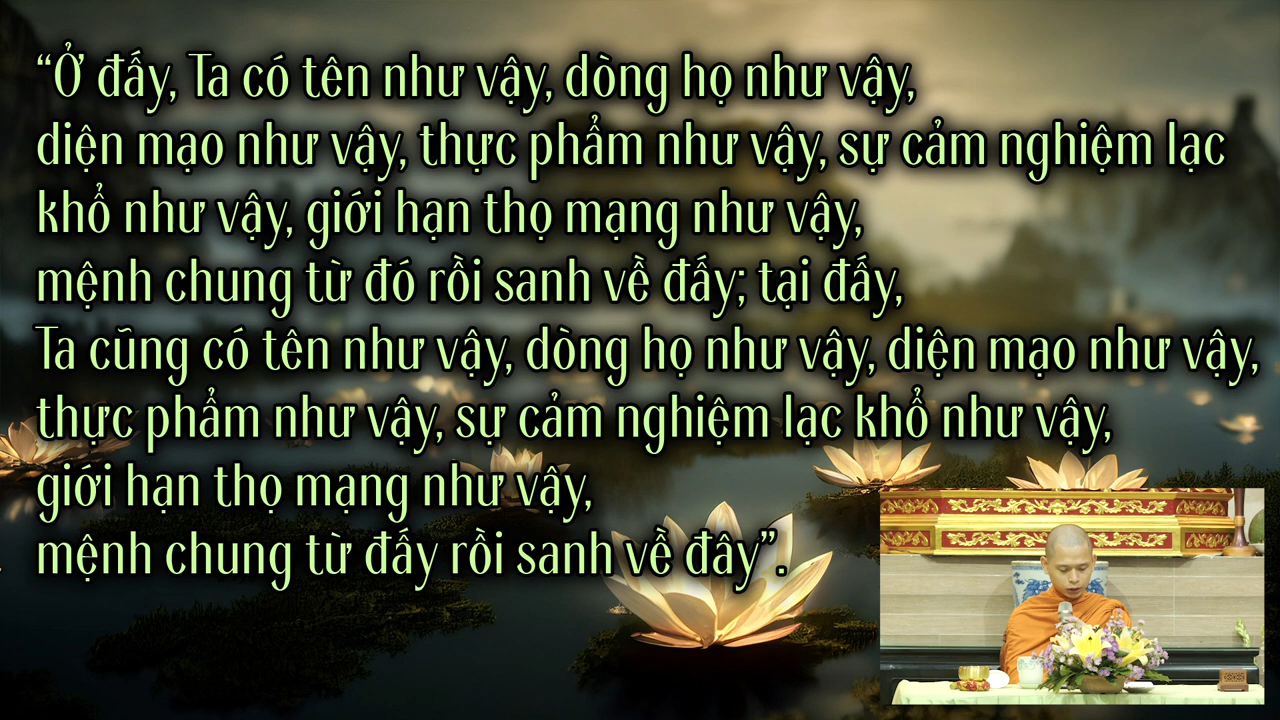 “Ở đấy, Ta có tên như vậy, dòng họ như vậy,
diện mạo như vậy, thực phẩm như vậy, sự cảm nghiệm lạc
khổ như vậy, giới hạn thọ mạng như vậy,
mệnh chung từ đó rồi sanh về đấy; tại đấy,
Ta cũng có tên như vậy, dòng họ như vậy, diện mạo như vậy,
thực phẩm như vậy, sự cảm nghiệm lạc khổ như vậy,
giới hạn thọ mạng như vậy,
mệnh chung từ đấy rồi sanh về đây”.